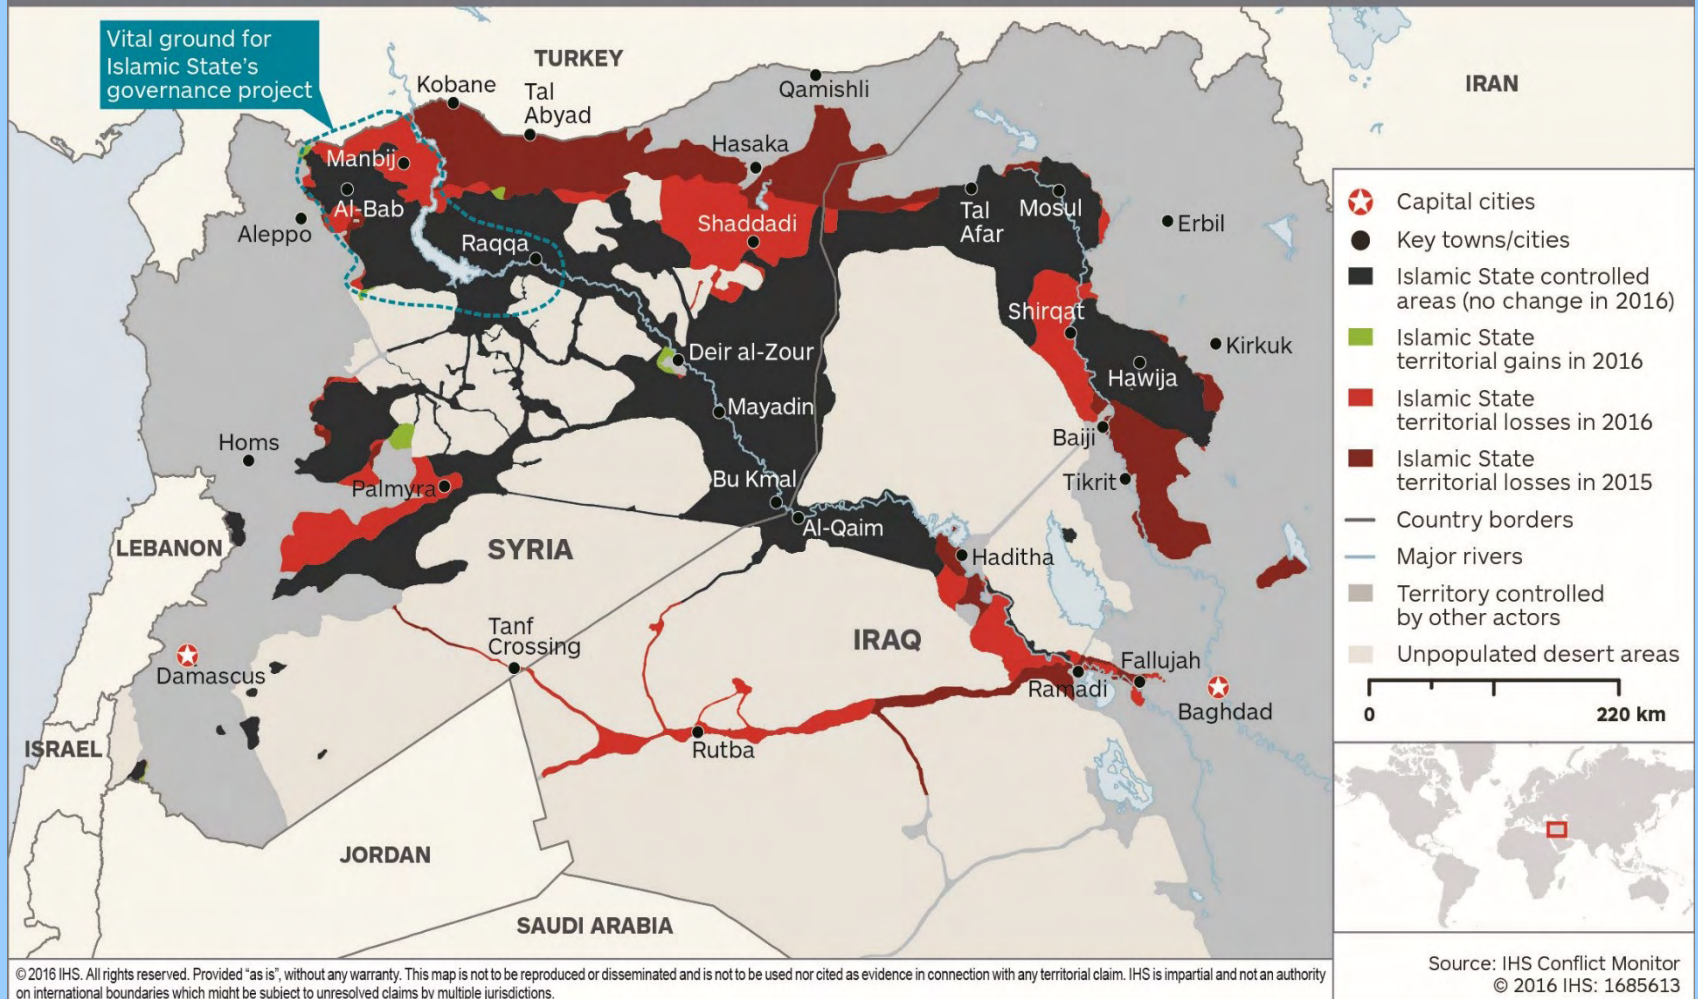 Vital ground for
Islamic State's
governance project
TURKEY
IRAN
Kobane
Tal
Abyad
Qamishli
Hasaka
Manbij
Al-Bab
Aleppo
Raqqa
Shaddadi
Tal
Afar
Mosul
Erbil
Shirqat
Kirkuk
Hawija
Deir al-Zour
Mayadin
Baiji
Homs
Palmyra
Bu Kmal
Tikrit
Al-Qaim
LEBANON
SYRIA
Haditha
Tanf
Crossing
IRAQ
Damascus
Fallujah
Ramadi
Baghdad
Rutba
ISRAEL
JORDAN
SAUDI ARABIA
Capital cities
Key towns/cities
Islamic State controlled
areas (no change in 2016)
Islamic State
territorial gains in 2016
Islamic State
territorial losses in 2016
Islamic State
territorial losses in 2015
Country borders
Major rivers
Territory controlled
by other actors
Unpopulated desert areas
0 220 km
Source: IHS Conflict Monitor
© 2016 IHS: 1685613
© 2016 IHS. All rights reserved. Provided "as is", without any warranty. This map is not to be reproduced or disseminated and is not to be used nor cited as evidence in connection with any territorial claim. IHS is impartial and not an authority
on international boundaries which might be subject to unresolved claims by multiple jurisdictions.